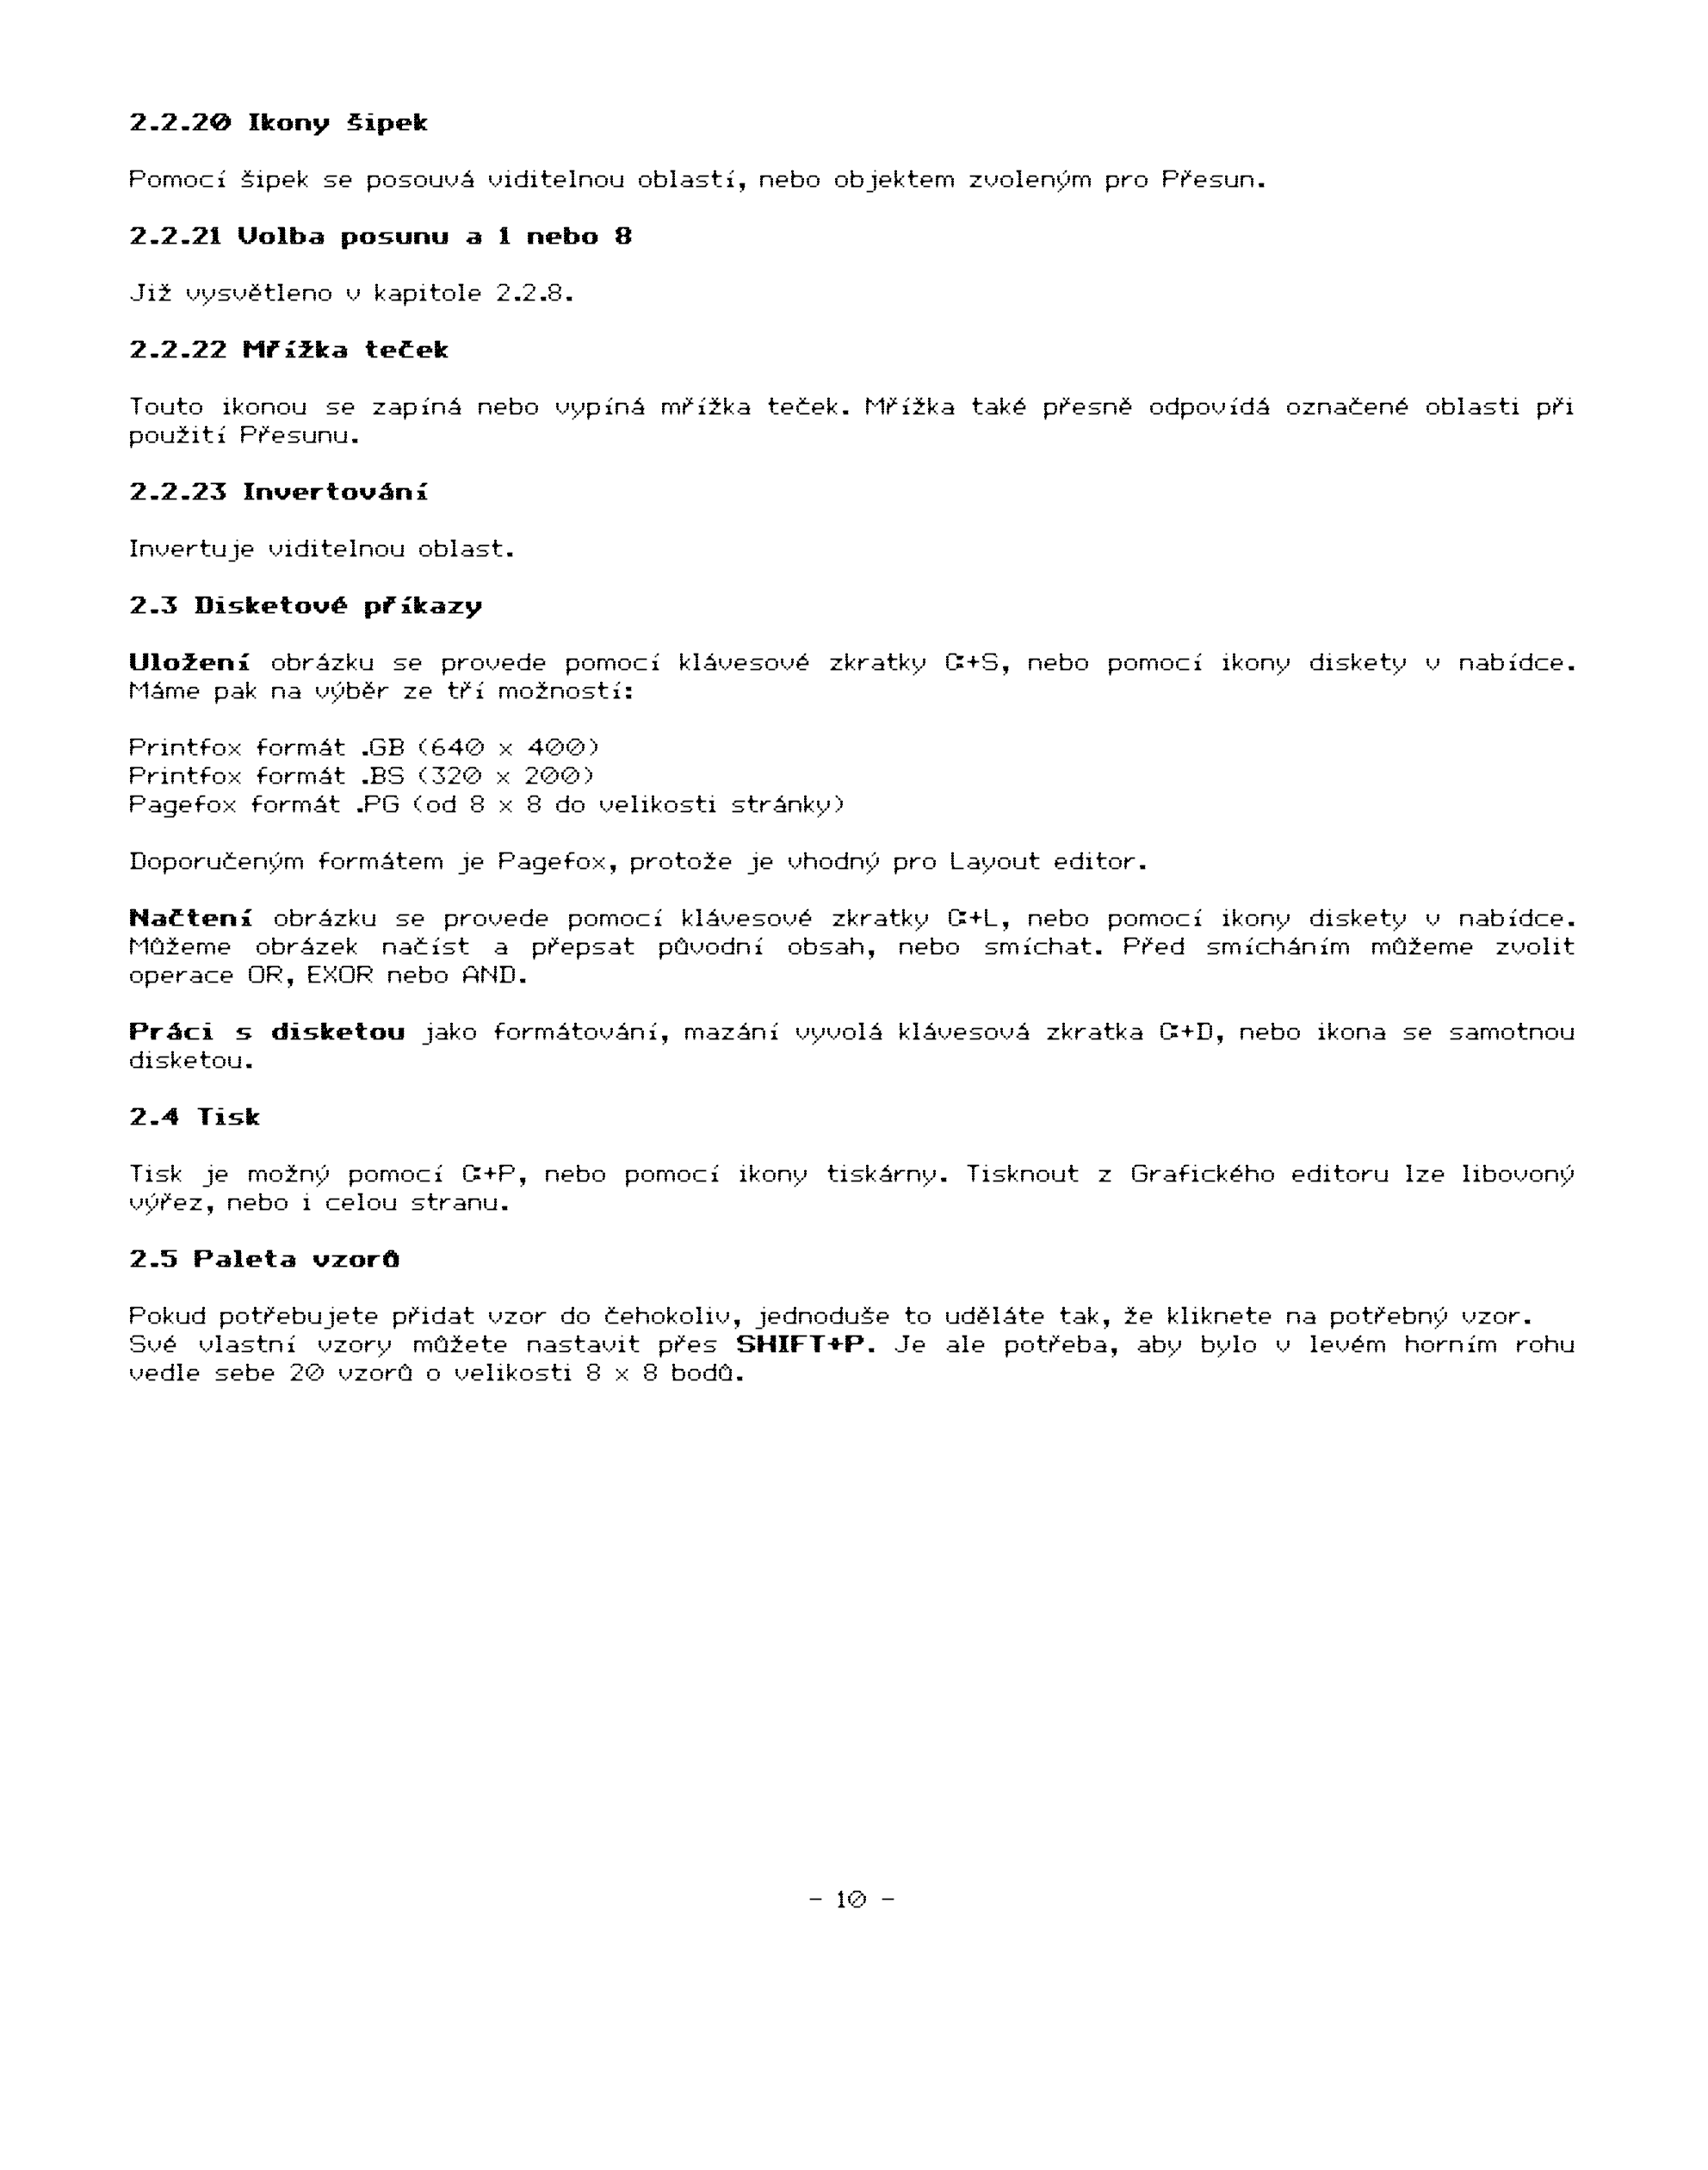 2.2.20 Ikony šipek
Pomocí šipek se posouvá viditelnou oblastí, nebo objektem zvoleným pro Přesun.
2.2.21 Volba posunu a 1 nebo 8
Již vysvětleno v kapitole 2.2.8.
2.2.22 Mřížka teček
Touto ikonou se zapíná nebo vypíná mřížka teček. Mřížka také přesně odpovídá označené oblasti při
použití Přesunu.
2.2.23 Invertování
Invertuje viditelnou oblast.
2.3 Disketové příkazy
Uložení obrázku se provede pomocí klávesové zkratky C=+S, nebo pomocí ikony diskety v nabídce.
Máme pak na výběr ze tří možností:
Printfox formát .GB (640 x 400)
Printfox formát .BS (320 x 200)
Pagefox formát .PG (od 8 x 8 do velikosti stránky)
Doporučeným formátem je Pagefox, protože je vhodný pro Layout editor.
Načtení obrázku se provede pomocí klávesové zkratky C=+L, nebo pomocí ikony diskety v nabídce.
Můžeme obrázek načíst a přepsat původní obsah, nebo smíchat. Před smícháním můžeme zvolit
operace OR, EXOR nebo AND.
Práci s disketou jako formátování, mazání vyvolá klávesová zkratka C=+D, nebo ikona se samotnou
disketou.
2.4 Tisk
Tisk je možný pomocí C=+P, nebo pomocí ikony tiskárny. Tisknout z Grafického editoru lze libovoný
výřez, nebo i celou stranu.
2.5 Paleta vzorů
Pokud potřebujete přidat vzor do čehokoliv, jednoduše to uděláte tak, že kliknete na potřebný vzor.
Své vlastní vzory můžete nastavit přes SHIFT+P. Je ale potřeba, aby bylo v levém horním rohu
vedle sebe 20 vzorů o velikosti 8 x 8 bodů.
- 10 -